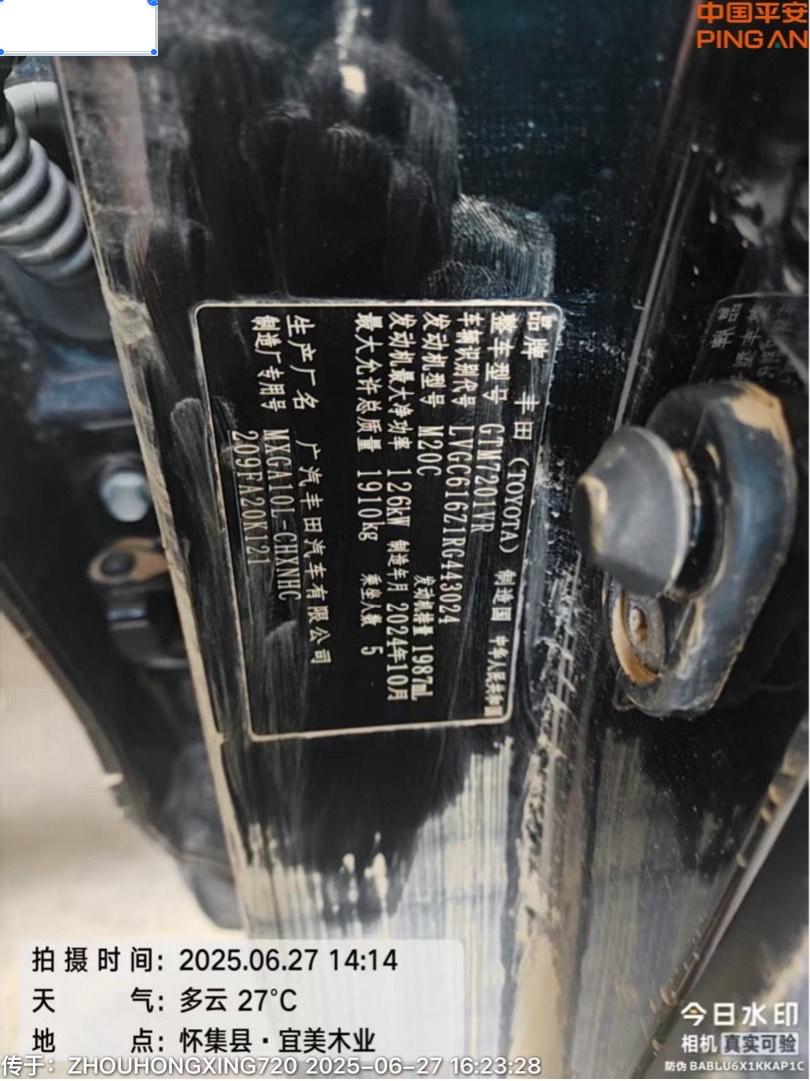 中国平安
PING AN
品牌 丰田（TOYOTA） 制造国 中华人民共和国
整车型号 GTM7201VR
车辆识别代号 LVGC616Z1RG443024
发动机型号 M20C 发动机排量 1987mL
发动机最大净功率 126kW 制造年月 2024年10月
最大允许总质量 1910kg 乘坐人数 5
生产厂名 广汽丰田汽车有限公司
制造厂专用号 MXGA10L-CHXNHC
209FA20K121
拍摄时间：2025.06.27 14:14
天气：多云 27°C
地点：怀集县·宜美木业
今日水印
相机 真实可验
防伪 BABLU6X1KKAP1C
传于：ZHOUHONGXING720 2025-06-27 16:23:28